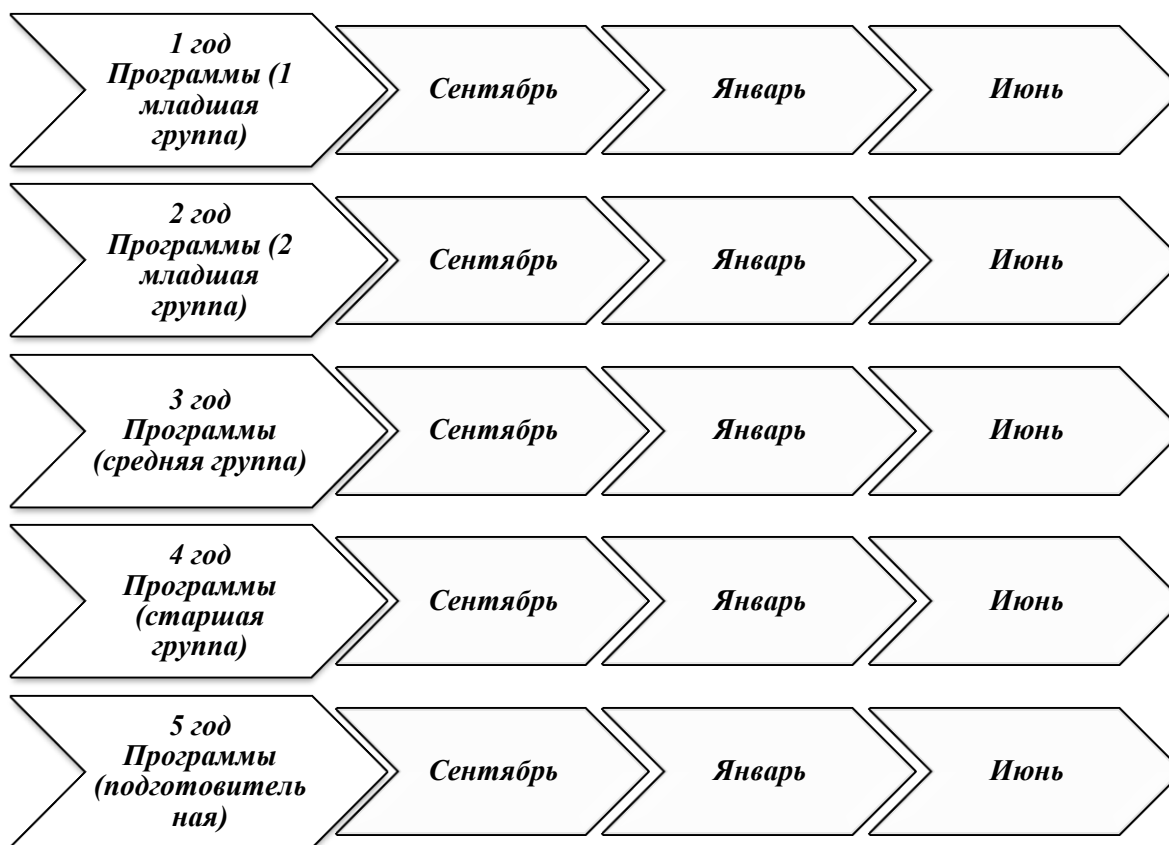 1 год
Программы (1
младшая
группа)
Сентябрь
Январь
Июнь
2 год
Программы (2
младшая
группа)
Сентябрь
Январь
Июнь
3 год
Программы
(средняя группа)
Сентябрь
Январь
Июнь
4 год
Программы
(старшая
группа)
Сентябрь
Январь
Июнь
5 год
Программы
(подготовитель
ная)
Сентябрь
Январь
Июнь